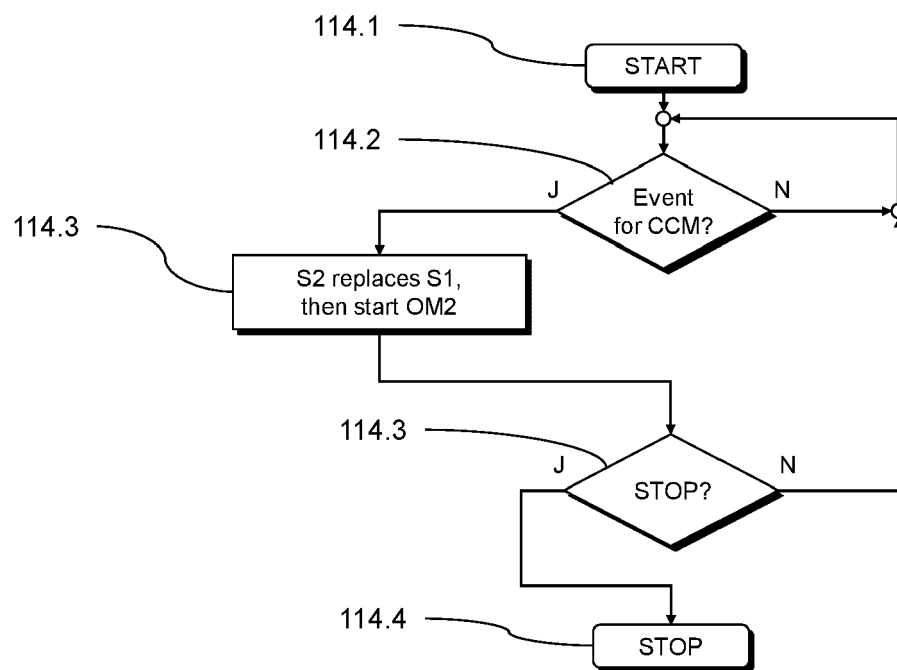 114.1
START
114.2
J
N
Event
for CCM?
114.3
S2 replaces S1,
then start OM2
114.3
J
N
STOP?
114.4
STOP